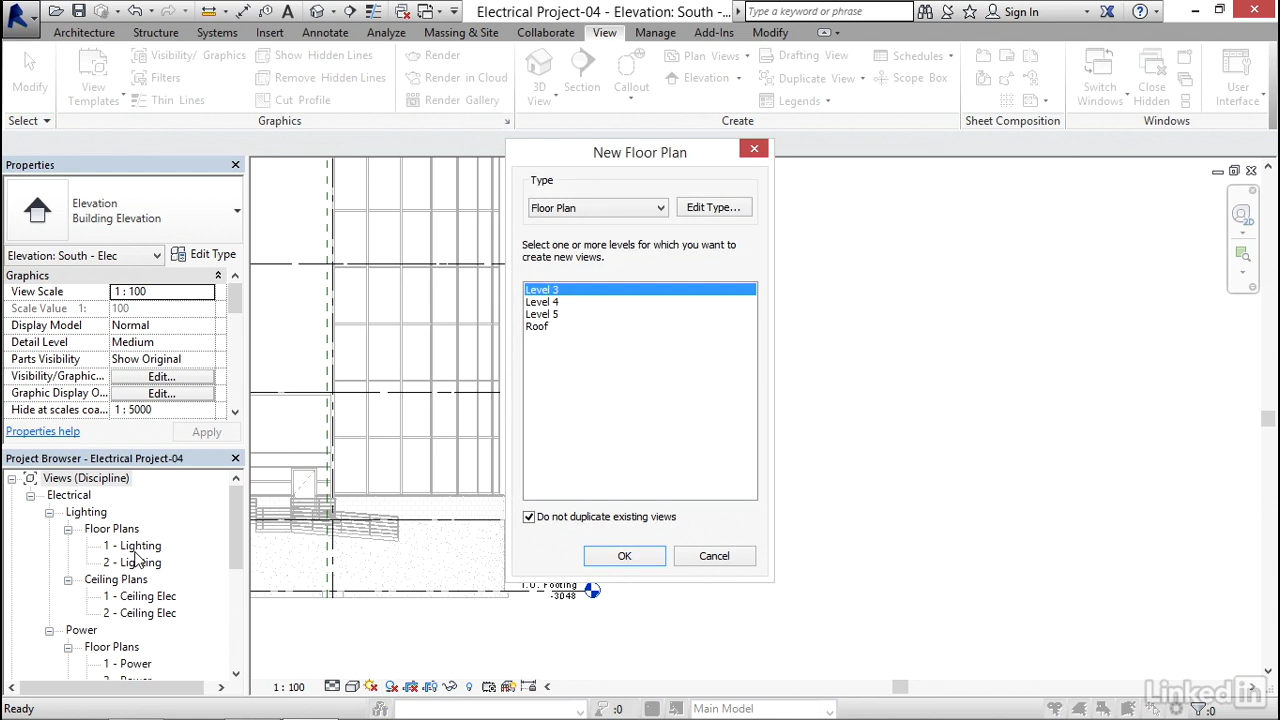 Electrical Project-04 - Elevation: South -...
Type a keyword or phrase
Sign In
Architecture Structure Systems Insert Annotate Analyze Massing & Site Collaborate View Manage Add-Ins Modify
Modify
View Templates
Visibility/ Graphics
Filters
Thin Lines
Show Hidden Lines
Remove Hidden Lines
Cut Profile
Render
Render in Cloud
Render Gallery
3D View
Section
Callout
Plan Views
Elevation
Drafting View
Duplicate View
Legends
Schedules
Scope Box
Switch Windows
Close Hidden
User Interface
Select Graphics Create Sheet Composition Windows
Properties
Elevation
Building Elevation
Elevation: South - Elec Edit Type
Graphics
View Scale 1 : 100
Scale Value 1: 100
Display Model Normal
Detail Level Medium
Parts Visibility Show Original
Visibility/Graphic... Edit...
Graphic Display O... Edit...
Hide at scales coa... 1 : 5000
Properties help Apply
Project Browser - Electrical Project-04
Views (Discipline)
Electrical
Lighting
Floor Plans
1 - Lighting
2 - Lighting
Ceiling Plans
1 - Ceiling Elec
2 - Ceiling Elec
Power
Floor Plans
1 - Power
2 - Power
New Floor Plan
Type
Floor Plan Edit Type...
Select one or more levels for which you want to
create new views.
Level 3
Level 4
Level 5
Roof
Do not duplicate existing views
OK Cancel
T.O. Footing
-3048
2D
1 : 100
Ready
:0
Main Model
:0
Linked in